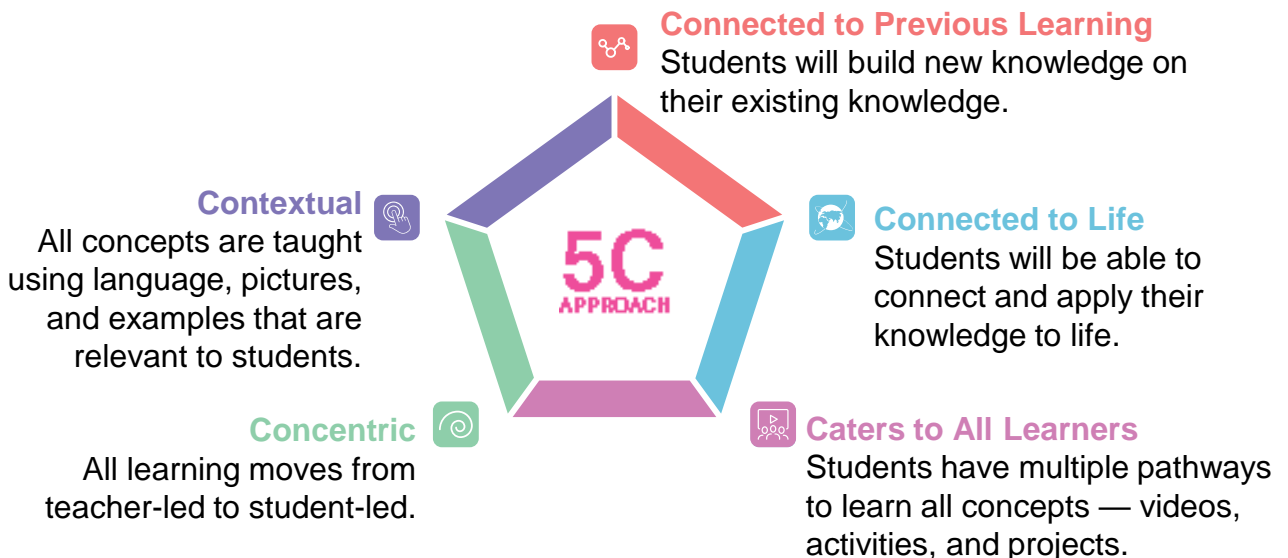 Connected to Previous Learning
Students will build new knowledge on
their existing knowledge.
Contextual
All concepts are taught
using language, pictures,
and examples that are
relevant to students.
5C
APPROACH
Connected to Life
Students will be able to
connect and apply their
knowledge to life.
Concentric
All learning moves from
teacher-led to student-led.
Caters to All Learners
Students have multiple pathways
to learn all concepts — videos,
activities, and projects.